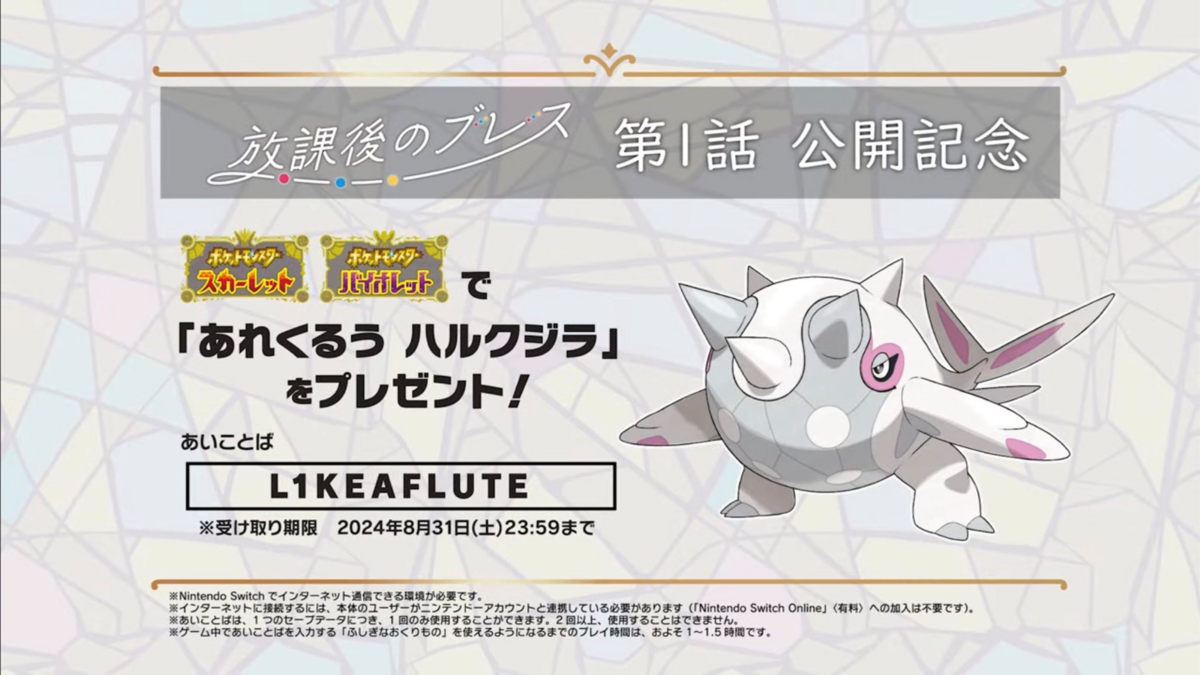 放課後のブレス 第1話 公開記念
ポケットモンスター ポケットモンスター
スカーレット バイオレット で
「あれくるう ハルクジラ」
をプレゼント!
あいことば
L1KEAFLUTE
※受け取り期限 2024年8月31日(土)23:59まで
※Nintendo Switch でインターネット通信できる環境が必要です。
※インターネットに接続するには、本体のユーザーがニンテンドーアカウントと連携している必要があります(「Nintendo Switch Online」〈有料〉への加入は不要です)。
※あいことばは、1 つのセーブデータにつき、1 回のみ使用することができます。2 回以上、使用することはできません。
※ゲーム中であいことばを入力する「ふしぎなおくりもの」を使えるようになるまでのプレイ時間は、およそ 1~1.5 時間です。